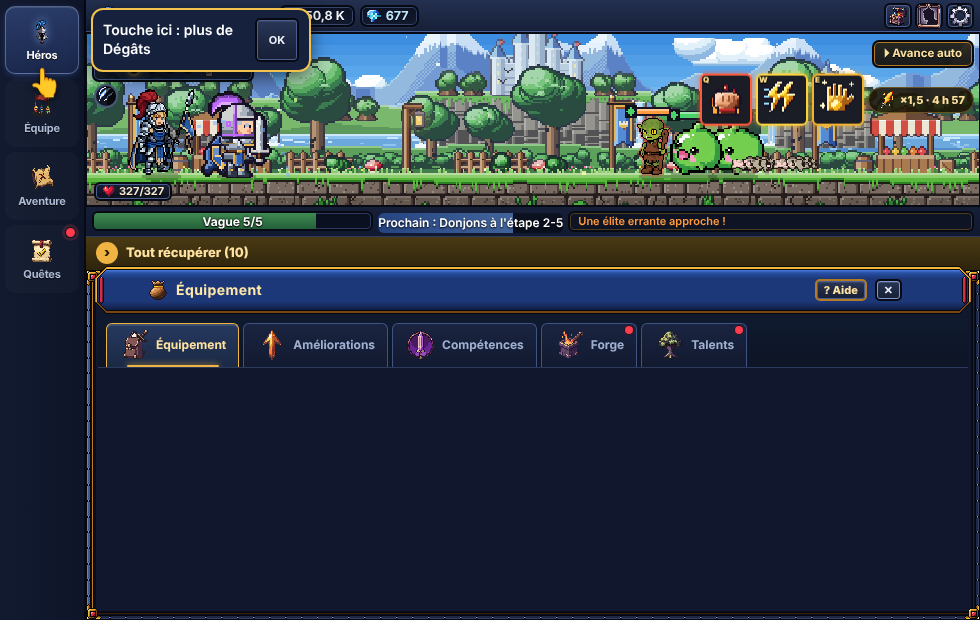 Héros
Équipe
Aventure
Quêtes
Touche ici : plus de
Dégâts
OK
50,8 K
677
Avance auto
Q
W
E
×1,5 · 4 h 57
327/327
Vague 5/5
Prochain : Donjons à l'étape 2-5
Une élite errante approche !
Tout récupérer (10)
Équipement
? Aide
×
Équipement
Améliorations
Compétences
Forge
Talents